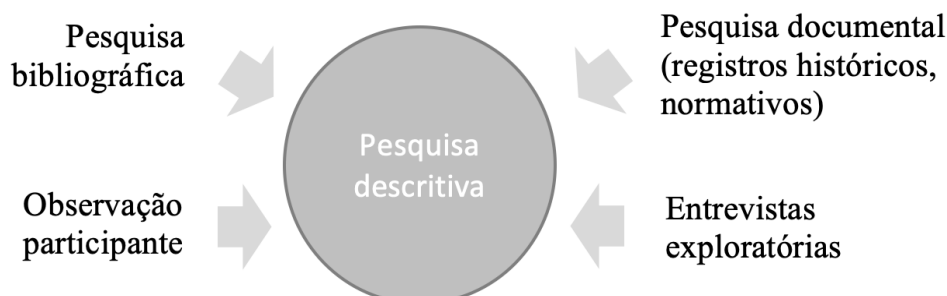 Pesquisa
bibliográfica
Pesquisa documental
(registros históricos,
normativos)
Pesquisa
descritiva
Observação
participante
Entrevistas
exploratórias